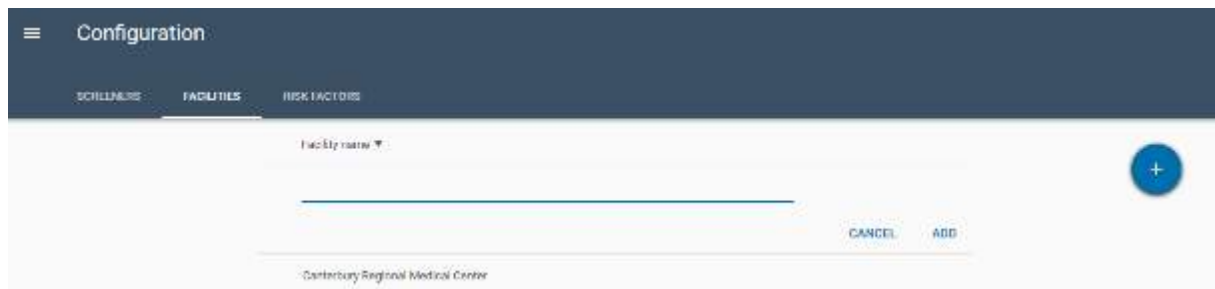 Configuration
SCREENERS FACILITIES RISK FACTORS
Facility name ▼
+
CANCEL ADD
Canterbury Regional Medical Center